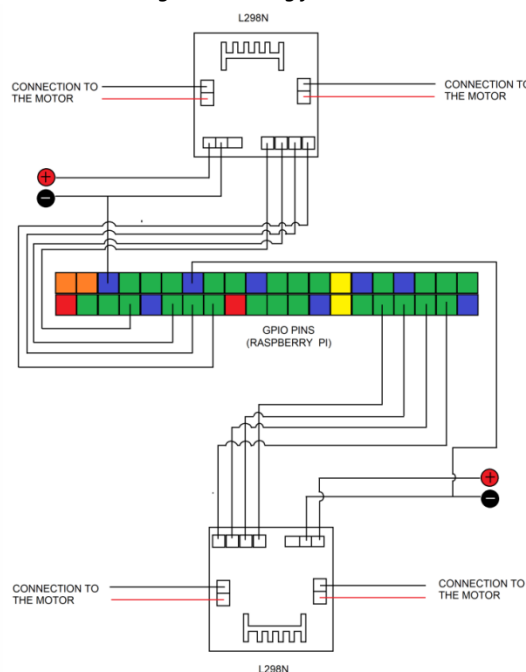 L298N
CONNECTION TO
THE MOTOR
CONNECTION TO
THE MOTOR
+
−
GPIO PINS
(RASPBERRY PI)
+
−
CONNECTION TO
THE MOTOR
CONNECTION TO
THE MOTOR
L298N